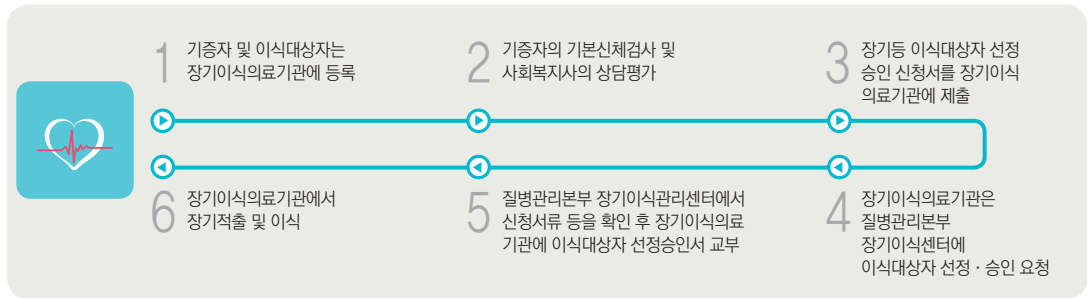 1
기증자 및 이식대상자는
장기이식의료기관에 등록
2
기증자의 기본신체검사 및
사회복지사의 상담평가
3
장기등 이식대상자 선정
승인 신청서를 장기이식
의료기관에 제출
4
장기이식의료기관은
질병관리본부
장기이식센터에
이식대상자 선정 · 승인 요청
5
질병관리본부 장기이식관리센터에서
신청서류 등을 확인 후 장기이식의료
기관에 이식대상자 선정승인서 교부
6
장기이식의료기관에서
장기적출 및 이식